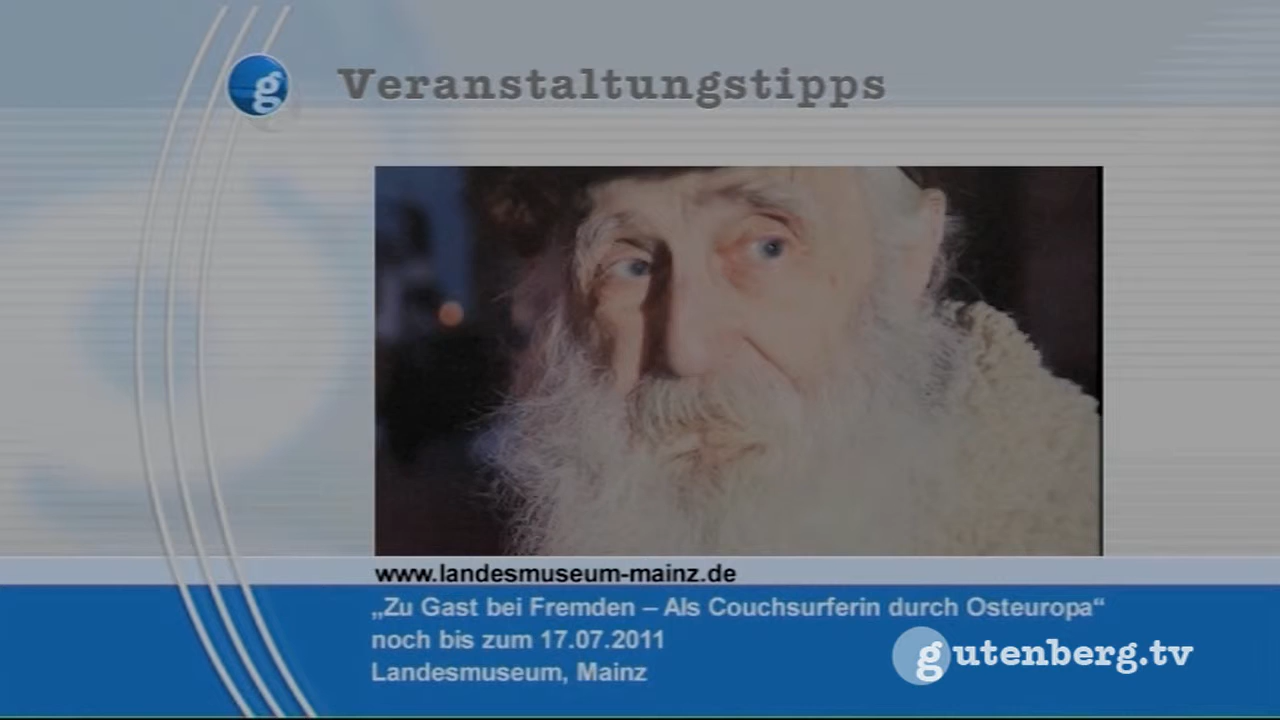 g
Veranstaltungstipps
www.landesmuseum-mainz.de
„Zu Gast bei Fremden – Als Couchsurferin durch Osteuropa“
noch bis zum 17.07.2011
Landesmuseum, Mainz
gutenberg.tv